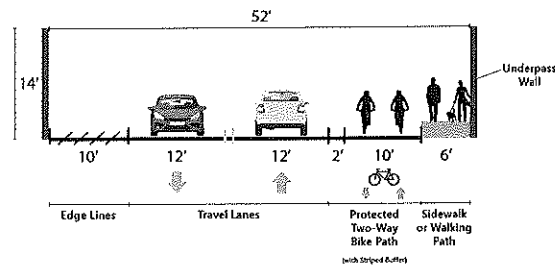 52'
14'
Underpass
Wall
10' 12' 12' 2' 10' 6'
Edge Lines
Travel Lanes
Protected
Two-Way
Bike Path
(with Striped Buffer)
Sidewalk
or Walking
Path